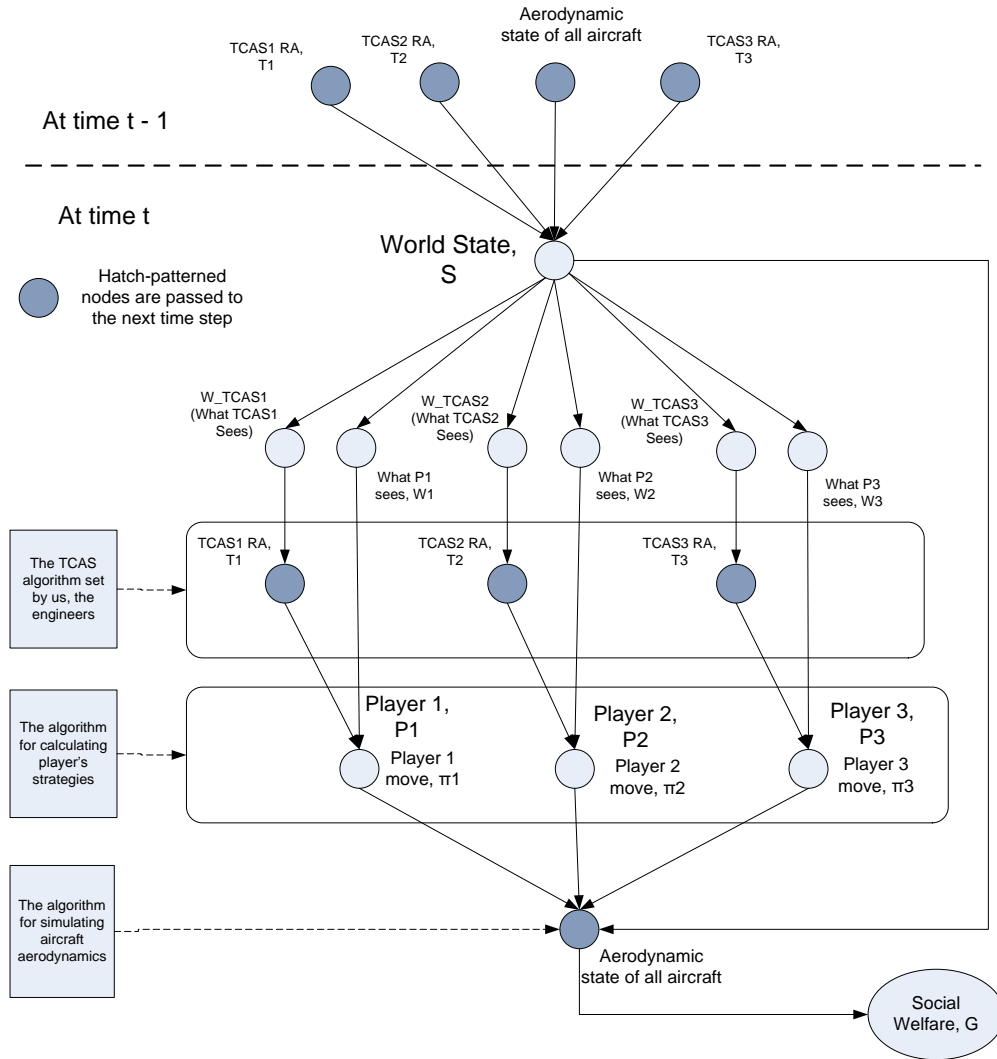 TCAS1 RA,
T1
TCAS2 RA,
T2
Aerodynamic
state of all aircraft
TCAS3 RA,
T3
At time t - 1
At time t
World State,
S
Hatch-patterned
nodes are passed to
the next time step
W_TCAS1
(What TCAS1
Sees)
What P1
sees, W1
W_TCAS2
(What TCAS2
Sees)
What P2
sees, W2
W_TCAS3
(What TCAS3
Sees)
What P3
sees, W3
The TCAS
algorithm set
by us, the
engineers
TCAS1 RA,
T1
TCAS2 RA,
T2
TCAS3 RA,
T3
The algorithm
for calculating
player's
strategies
Player 1,
P1
Player 1
move, π1
Player 2,
P2
Player 2
move, π2
Player 3,
P3
Player 3
move, π3
The algorithm
for simulating
aircraft
aerodynamics
Aerodynamic
state of all aircraft
Social
Welfare, G